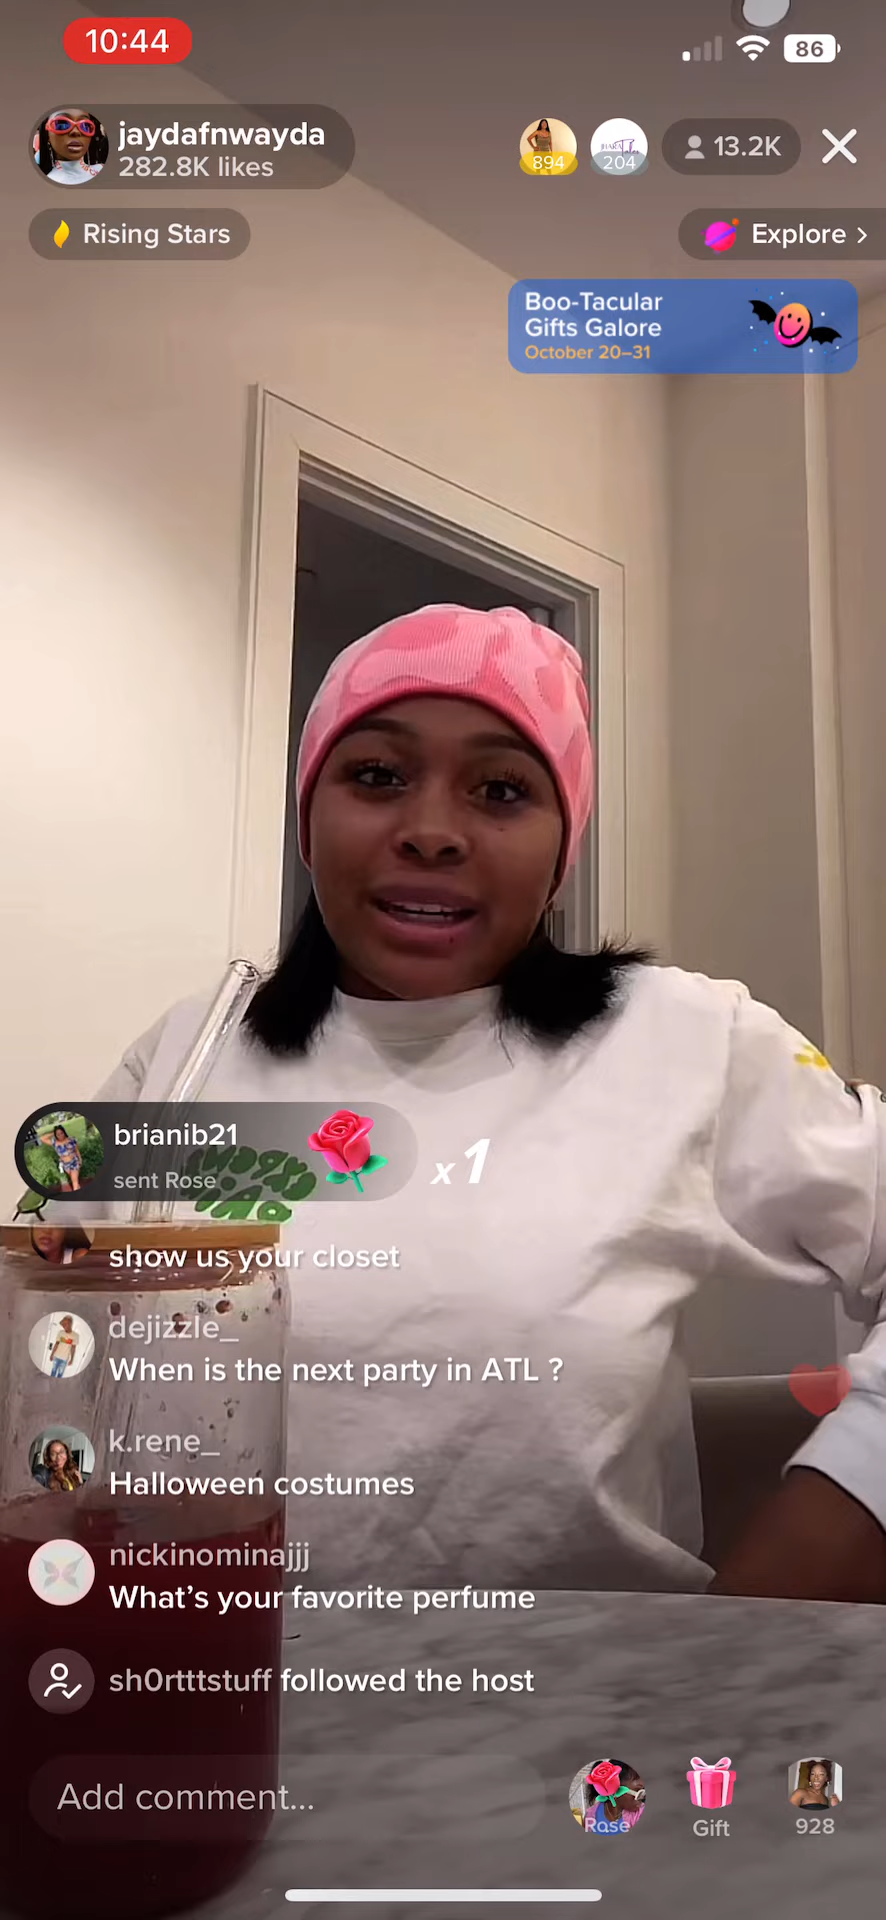 10:44
86
jaydafnwayda
282.8K likes
894
204
13.2K
Rising Stars
Explore >
Boo-Tacular
Gifts Galore
October 20–31
brianib21
sent Rose
x1
show us your closet
dejizzle_
When is the next party in ATL ?
k.rene_
Halloween costumes
nickinominajjj
What's your favorite perfume
sh0rtttstuff followed the host
Add comment...
Rose
Gift
928